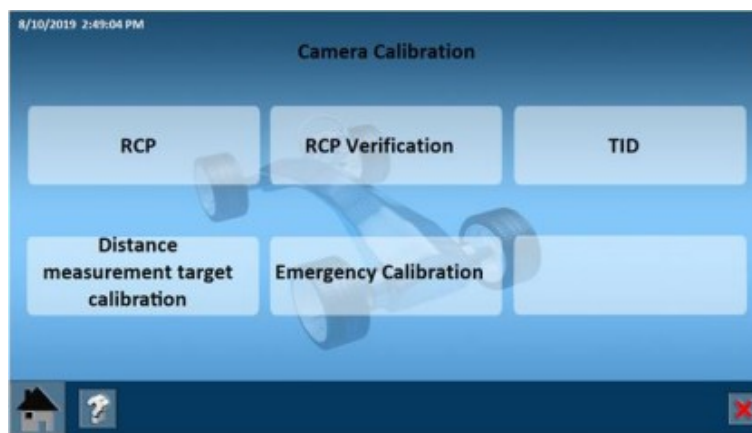 8/10/2019 2:49:04 PM
Camera Calibration
RCP
RCP Verification
TID
Distance
measurement target
calibration
Emergency Calibration
?